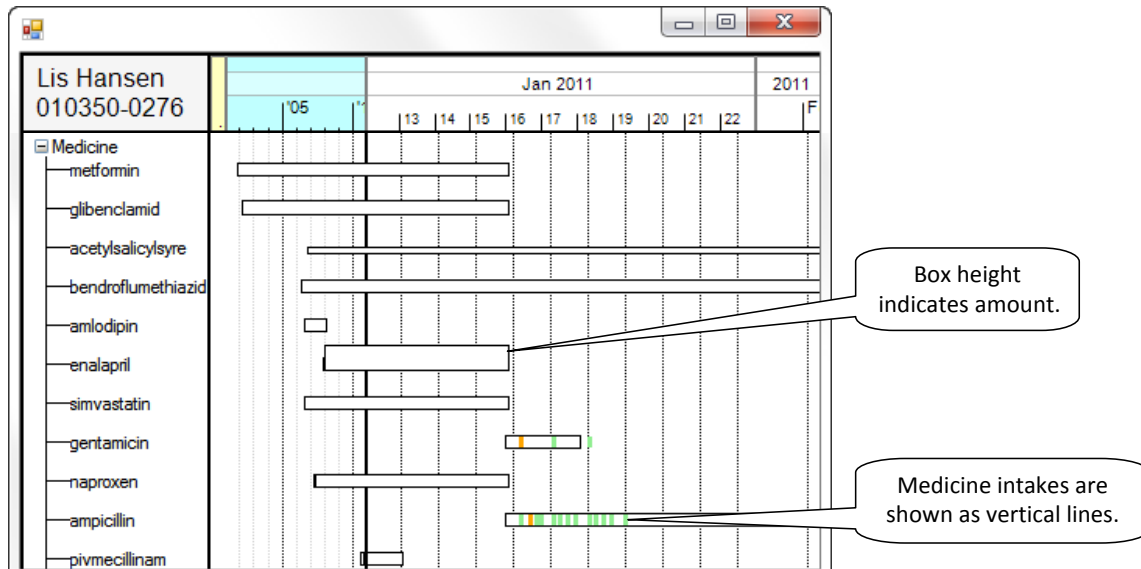 Lis Hansen
010350-0276
Jan 2011
2011
'05
'1
13 14 15 16 17 18 19 20 21 22
F
Medicine
metformin
glibenclamid
acetylsalicylsyre
bendroflumethiazid
amlodipin
enalapril
simvastatin
gentamicin
naproxen
ampicillin
pivmecillinam
Box height
indicates amount.
Medicine intakes are
shown as vertical lines.